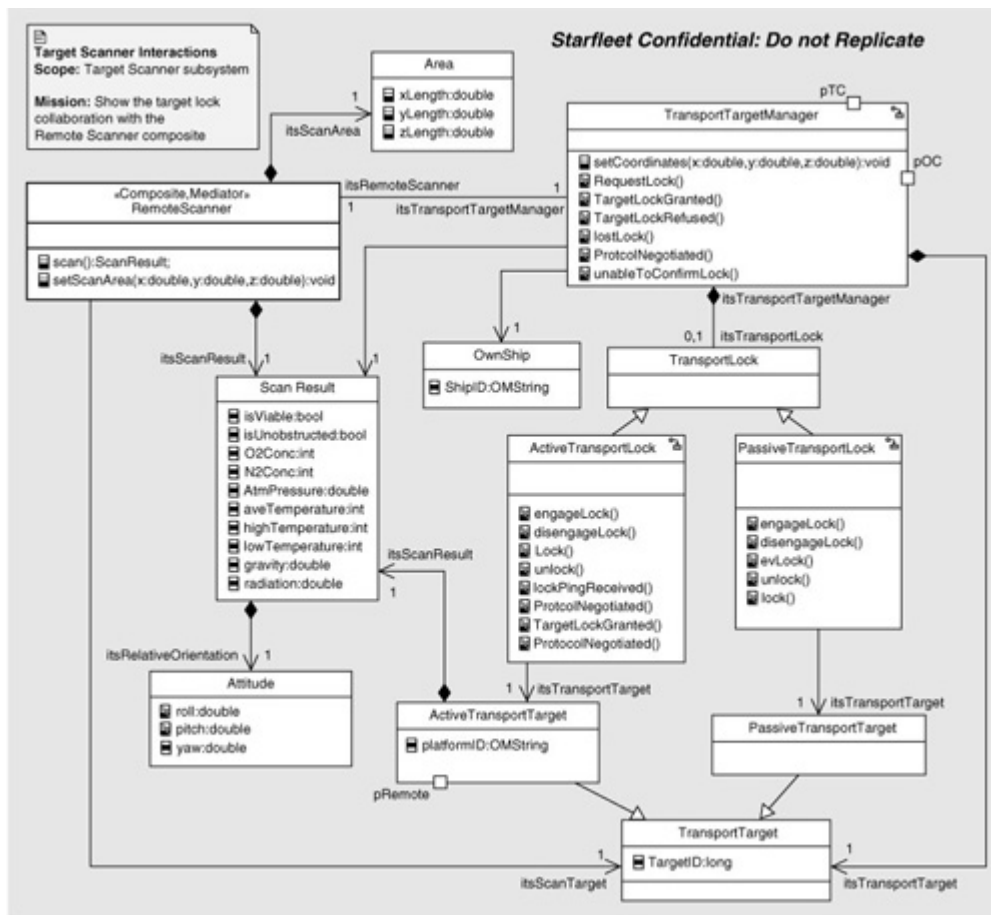 Target Scanner Interactions
Scope: Target Scanner subsystem
Mission: Show the target lock
collaboration with the
Remote Scanner composite
Starfleet Confidential: Do not Replicate
Area
xLength:double
yLength:double
zLength:double
1
itsScanArea
pTC
TransportTargetManager
setCoordinates(x:double,y:double,z:double):void
RequestLock()
TargetLockGranted()
TargetLockRefused()
lostLock()
ProtcolNegotiated()
unableToConfirmLock()
pOC
«Composite,Mediator»
RemoteScanner
scan():ScanResult;
setScanArea(x:double,y:double,z:double):void
itsRemoteScanner
1
1
itsTransportTargetManager
itsTransportTargetManager
0,1
itsTransportLock
TransportLock
1
OwnShip
ShipID:OMString
itsScanResult
1
1
Scan Result
isViable:bool
isUnobstructed:bool
O2Conc:int
N2Conc:int
AtmPressure:double
aveTemperature:int
highTemperature:int
lowTemperature:int
gravity:double
radiation:double
itsScanResult
1
ActiveTransportLock
engageLock()
disengageLock()
Lock()
unlock()
lockPingReceived()
ProtcolNegotiated()
TargetLockGranted()
ProtocolNegotiated()
PassiveTransportLock
engageLock()
disengageLock()
evLock()
unlock()
lock()
itsRelativeOrientation
1
Attitude
roll:double
pitch:double
yaw:double
1
itsTransportTarget
ActiveTransportTarget
platformID:OMString
pRemote
1
itsTransportTarget
PassiveTransportTarget
TransportTarget
TargetID:long
1
itsScanTarget
1
itsTransportTarget